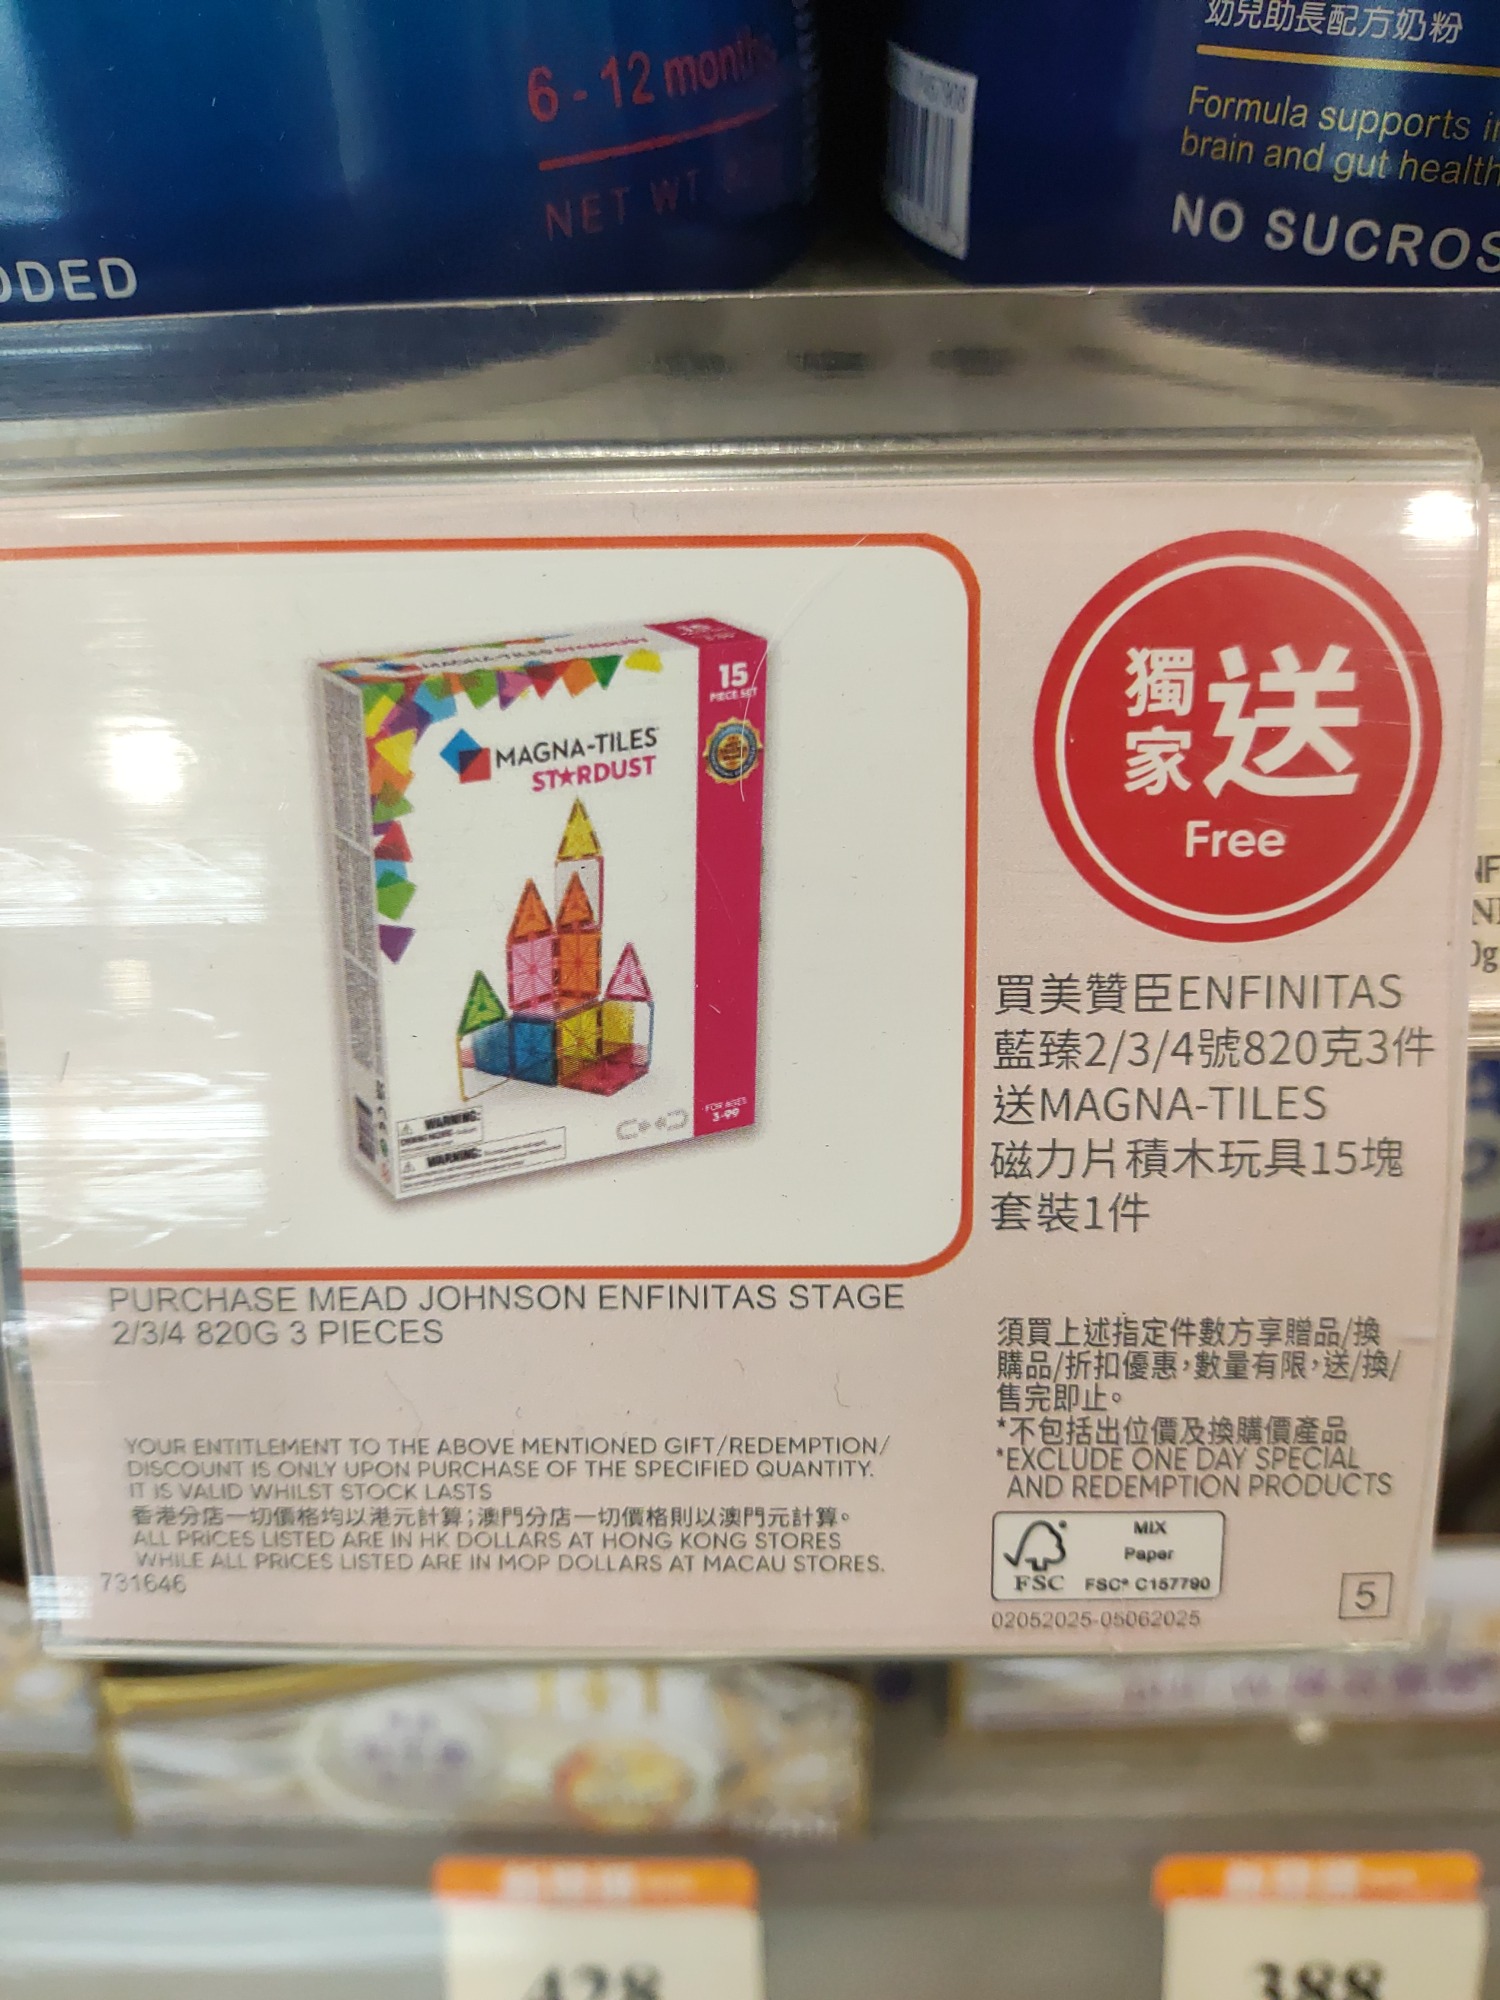 幼兒助長配方奶粉
6-12 months
Formula supports
brain and gut health
NET WT
NO SUCROS
DDED
15
PIECE SET
MAGNA-TILES
STARDUST
WARNING:
WARNING:
FOR AGES
3-99
獨家送
Free
買美贊臣ENFINITAS
藍臻2/3/4號820克3件
送MAGNA-TILES
磁力片積木玩具15塊
套裝1件
PURCHASE MEAD JOHNSON ENFINITAS STAGE
2/3/4 820G 3 PIECES
須買上述指定件數方享贈品/換
購品/折扣優惠,數量有限,送/換/
售完即止。
*不包括出位價及換購價產品
*EXCLUDE ONE DAY SPECIAL
AND REDEMPTION PRODUCTS
YOUR ENTITLEMENT TO THE ABOVE MENTIONED GIFT/REDEMPTION/
DISCOUNT IS ONLY UPON PURCHASE OF THE SPECIFIED QUANTITY.
IT IS VALID WHILST STOCK LASTS
香港分店一切價格均以港元計算;澳門分店一切價格則以澳門元計算。
ALL PRICES LISTED ARE IN HK DOLLARS AT HONG KONG STORES
WHILE ALL PRICES LISTED ARE IN MOP DOLLARS AT MACAU STORES.
731646
MIX
Paper
FSC
FSC® C157790
02052025-05062025
5
428
388